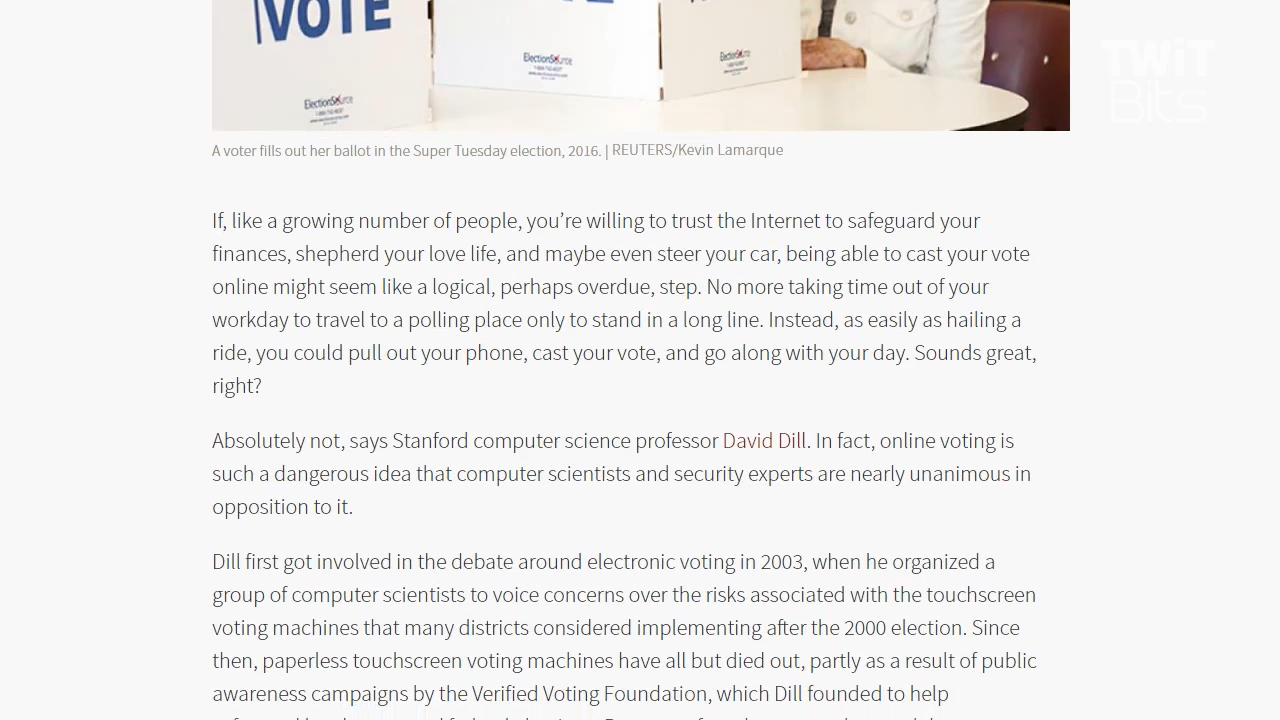 VOTE
ElectionSource
ElectionSource
ElectionSource
TWiT
Bits
A voter fills out her ballot in the Super Tuesday election, 2016. | REUTERS/Kevin Lamarque
If, like a growing number of people, you’re willing to trust the Internet to safeguard your
finances, shepherd your love life, and maybe even steer your car, being able to cast your vote
online might seem like a logical, perhaps overdue, step. No more taking time out of your
workday to travel to a polling place only to stand in a long line. Instead, as easily as hailing a
ride, you could pull out your phone, cast your vote, and go along with your day. Sounds great,
right?
Absolutely not, says Stanford computer science professor David Dill. In fact, online voting is
such a dangerous idea that computer scientists and security experts are nearly unanimous in
opposition to it.
Dill first got involved in the debate around electronic voting in 2003, when he organized a
group of computer scientists to voice concerns over the risks associated with the touchscreen
voting machines that many districts considered implementing after the 2000 election. Since
then, paperless touchscreen voting machines have all but died out, partly as a result of public
awareness campaigns by the Verified Voting Foundation, which Dill founded to help